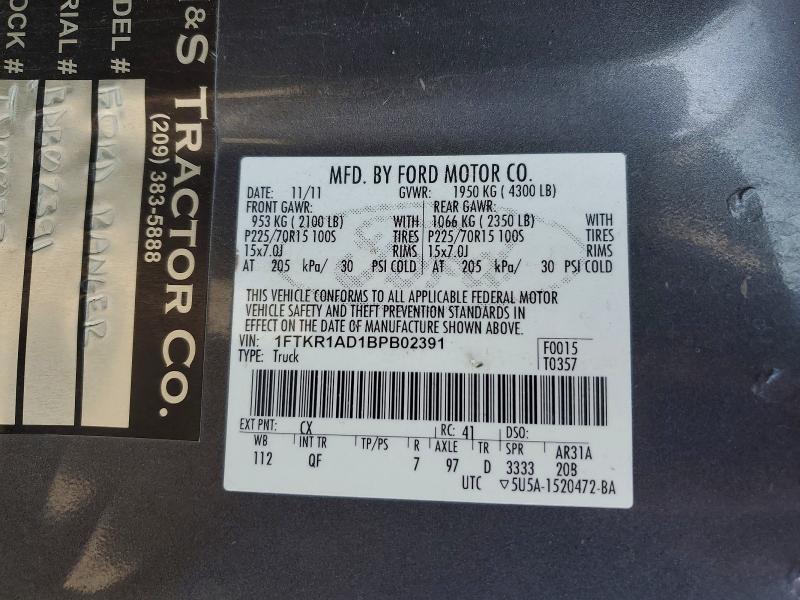 &S TRACTOR CO.
(209) 383-5888
DEL # FORD RANGER
RIAL #
OCK #
MFD. BY FORD MOTOR CO.
DATE: 11/11 GVWR: 1950 KG ( 4300 LB)
FRONT GAWR: REAR GAWR:
953 KG ( 2100 LB) WITH 1066 KG ( 2350 LB) WITH
P225/70R15 100S TIRES P225/70R15 100S TIRES
15x7.0J RIMS 15x7.0J RIMS
AT 205 kPa/ 30 PSI COLD AT 205 kPa/ 30 PSI COLD
THIS VEHICLE CONFORMS TO ALL APPLICABLE FEDERAL MOTOR
VEHICLE SAFETY AND THEFT PREVENTION STANDARDS IN
EFFECT ON THE DATE OF MANUFACTURE SHOWN ABOVE.
VIN: 1FTKR1AD1BPB02391 F0015
TYPE: Truck T0357
EXT PNT: CX RC: 41 DSO:
WB INT TR TP/PS R AXLE TR SPR AR31A
112 QF 7 97 D 3333 20B
UTC ▽5U5A-1520472-BA